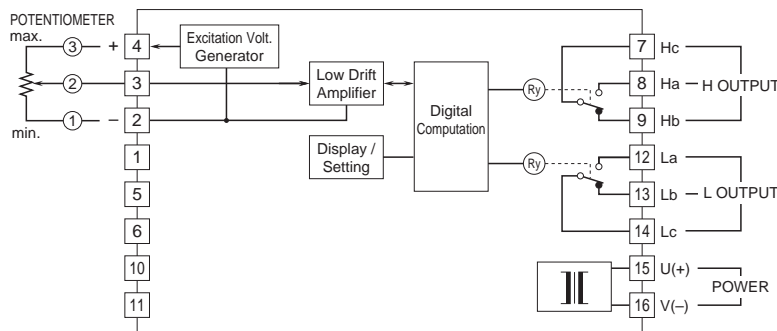 POTENTIOMETER
max.
3 +
2
1 −
min.
4
3
2
1
5
6
10
11
Excitation Volt.
Generator
Low Drift
Amplifier
Display /
Setting
Digital
Computation
Ry
Ry
7 Hc
8 Ha
9 Hb
H OUTPUT
12 La
13 Lb
14 Lc
L OUTPUT
15 U(+)
16 V(–)
POWER